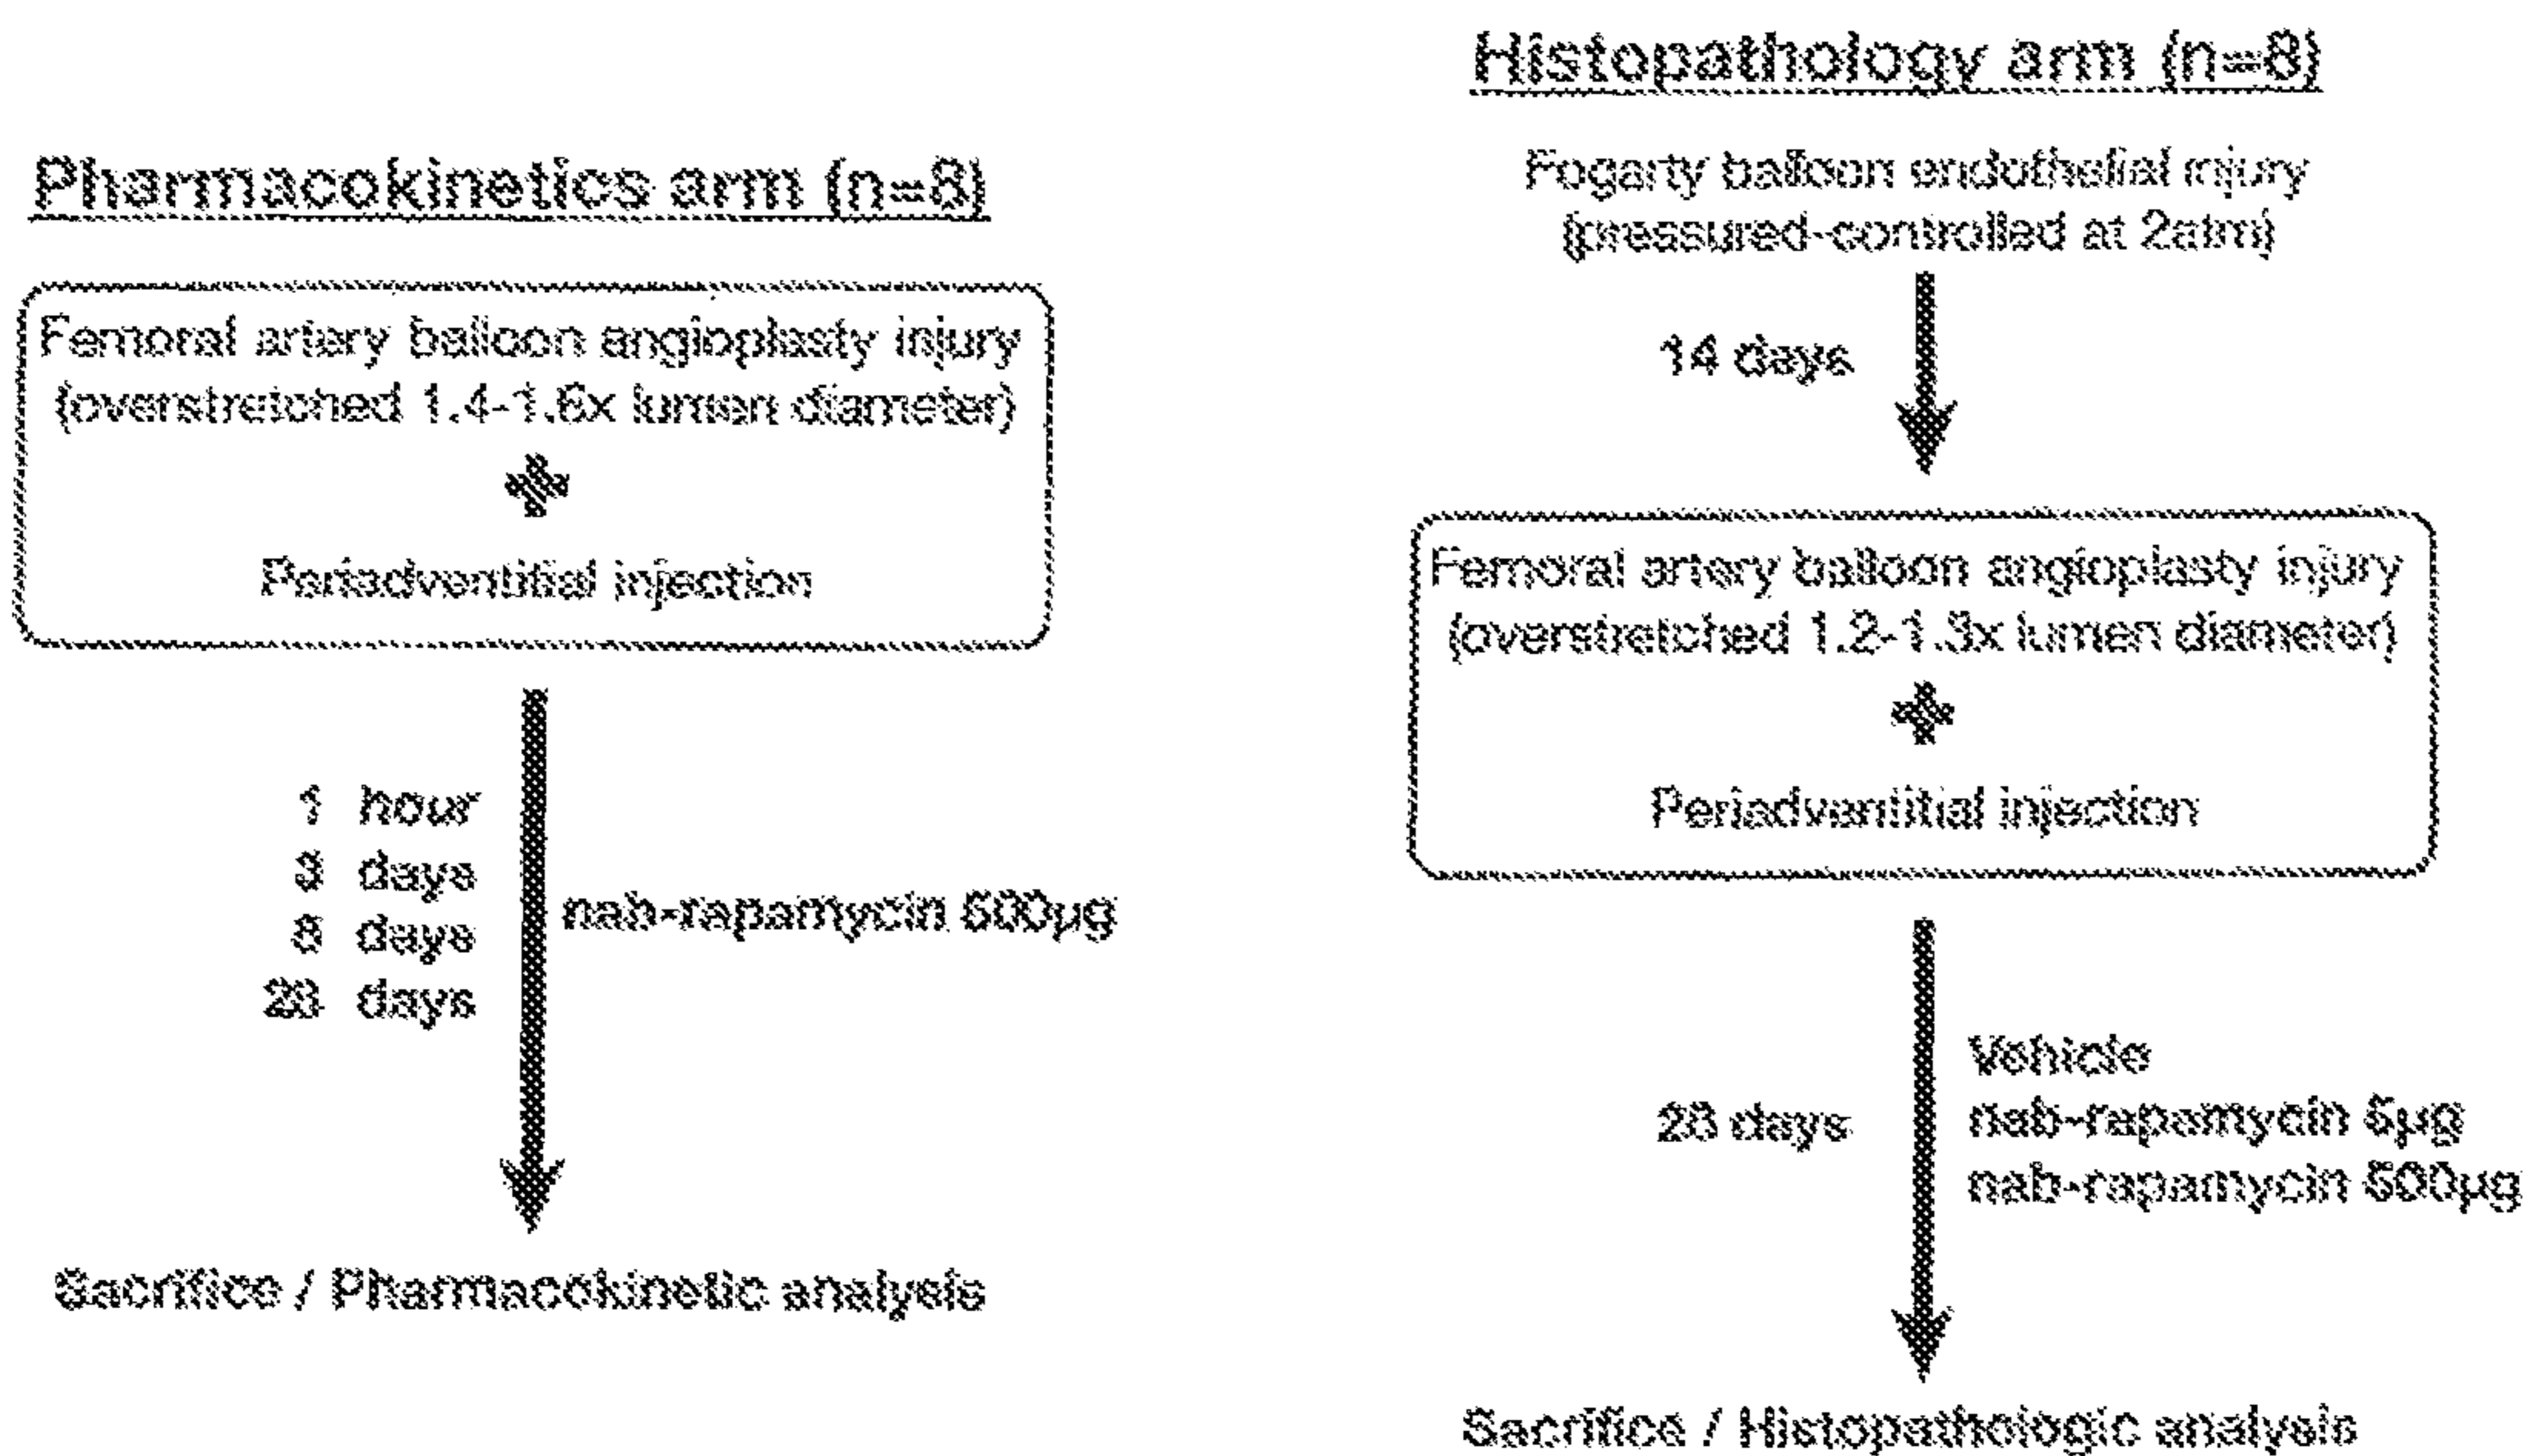 Pharmacokinetics arm (n=8)
Femoral artery balloon angioplasty injury
(overstretched 1.4-1.6x lumen diameter)
Periadventitial injection
1 hour
3 days
8 days
28 days
nab-rapamycin 500µg
Sacrifice / Pharmacokinetic analysis
Histopathology arm (n=8)
Fogarty balloon endothelial injury
(pressured-controlled at 2atm)
14 days
Femoral artery balloon angioplasty injury
(overstretched 1.2-1.3x lumen diameter)
Periadventitial injection
28 days
Vehicle
nab-rapamycin 5µg
nab-rapamycin 500µg
Sacrifice / Histopathologic analysis